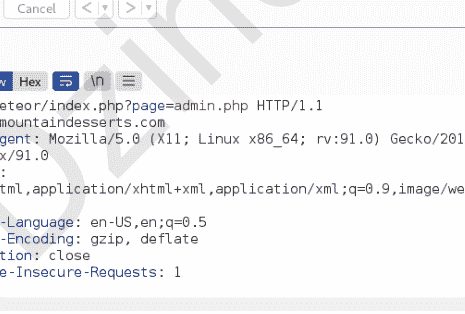 Cancel < >
w Hex \n
eteor/index.php?page=admin.php HTTP/1.1
mountaindesserts.com
gent: Mozilla/5.0 (X11; Linux x86_64; rv:91.0) Gecko/201
x/91.0
:
tml,application/xhtml+xml,application/xml;q=0.9,image/we
-Language: en-US,en;q=0.5
-Encoding: gzip, deflate
tion: close
e-Insecure-Requests: 1